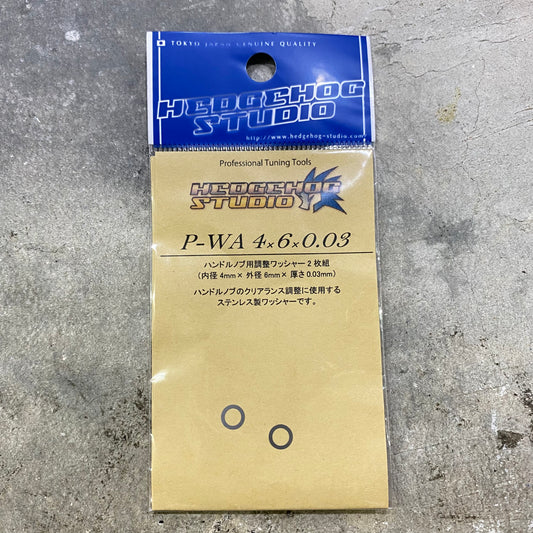 TOKYO Japan GENUINE QUALITY
HEDGEHOG
STUDIO
http://www.hedgehog-studio.com/
Professional Tuning Tools
HEDGEHOG
STUDIO
P-WA 4×6×0.03
ハンドルノブ用調整ワッシャー2枚組
(内径 4mm× 外径 6mm× 厚さ0.03mm)
ハンドルノブのクリアランス調整に使用する
ステンレス製ワッシャーです。